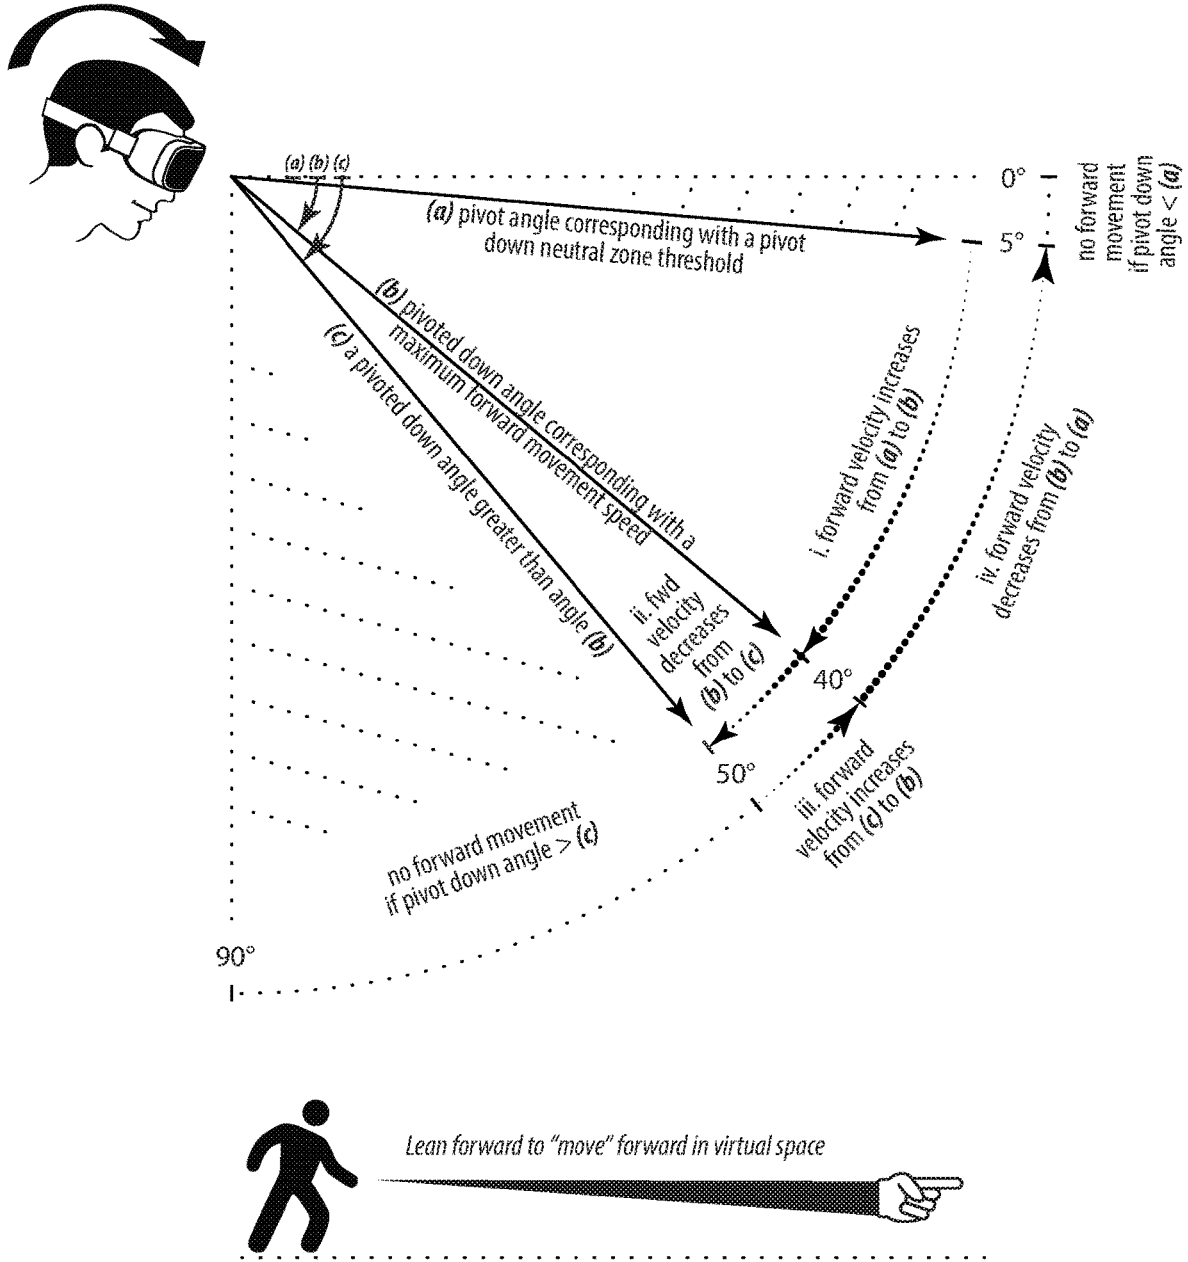 (a) (b) (c)
0°
5°
no forward
movement
if pivot down
angle < (a)
(a) pivot angle corresponding with a pivot
down neutral zone threshold
(b) pivoted down angle corresponding with a
maximum forward movement speed
(c) a pivoted down angle greater than angle (b)
i. forward velocity increases
from (a) to (b)
iv. forward velocity
decreases from (b) to (a)
ii. fwd
velocity
decreases
from
(b) to (c)
40°
50°
iii. forward
velocity increases
from (c) to (b)
no forward movement
if pivot down angle > (c)
90°
Lean forward to “move” forward in virtual space